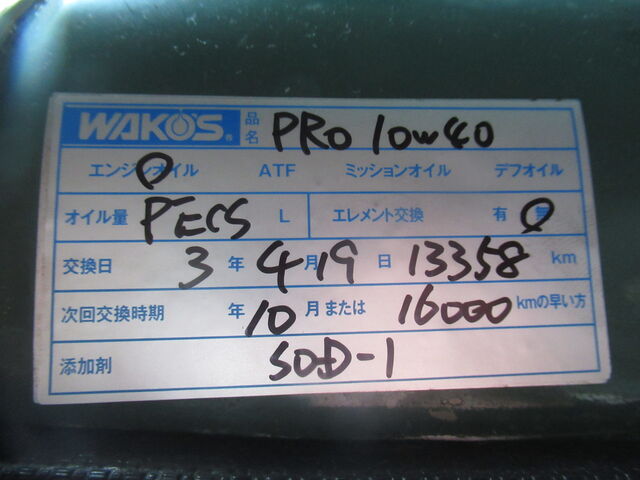 WAKO'S® 品名 PRO 10W40
エンジンオイル ATF ミッションオイル デフオイル
オイル量 L エレメント交換 有 無
交換日 3 年 4 月 19 日 13358 km
次回交換時期 年 10 月 または 16000 kmの早い方
添加剤 SOD-1